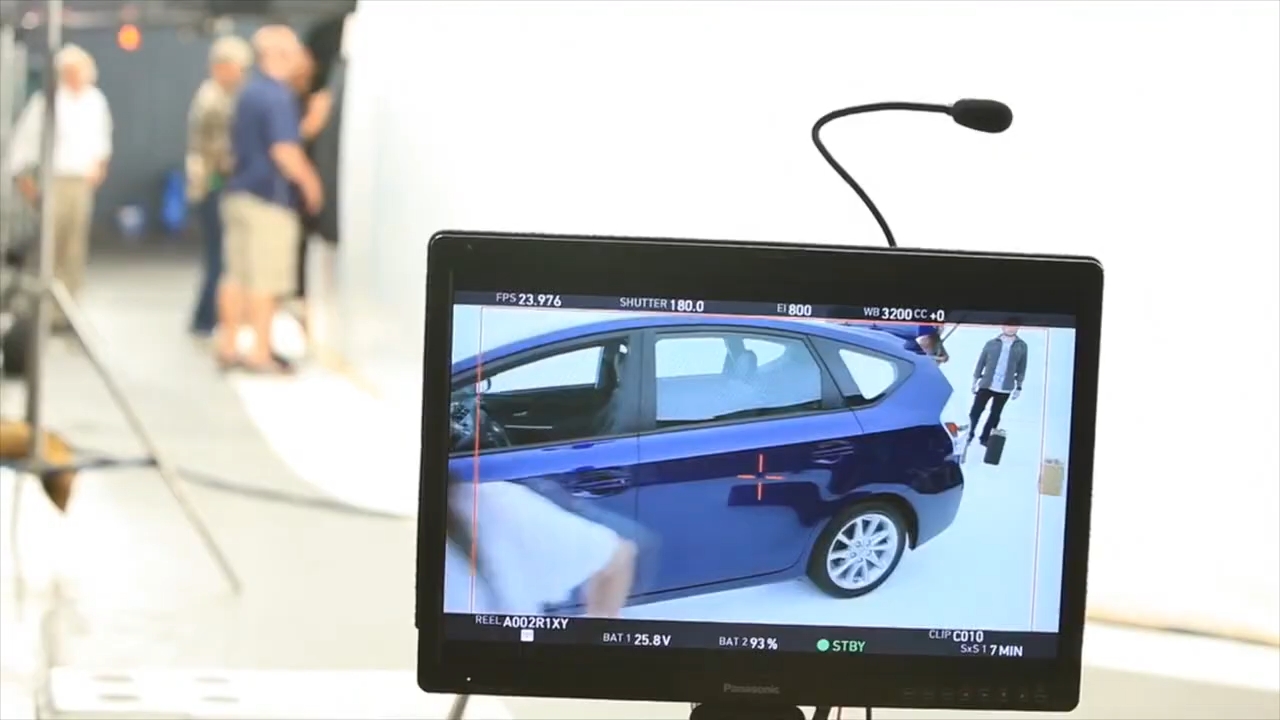 FPS 23.976 SHUTTER 180.0 EI 800 WB 3200 CC +0
REEL A002R1XY
BAT 1 25.8 V BAT 2 93 % STBY CLIP C010
SxS 1 7 MIN
Panasonic